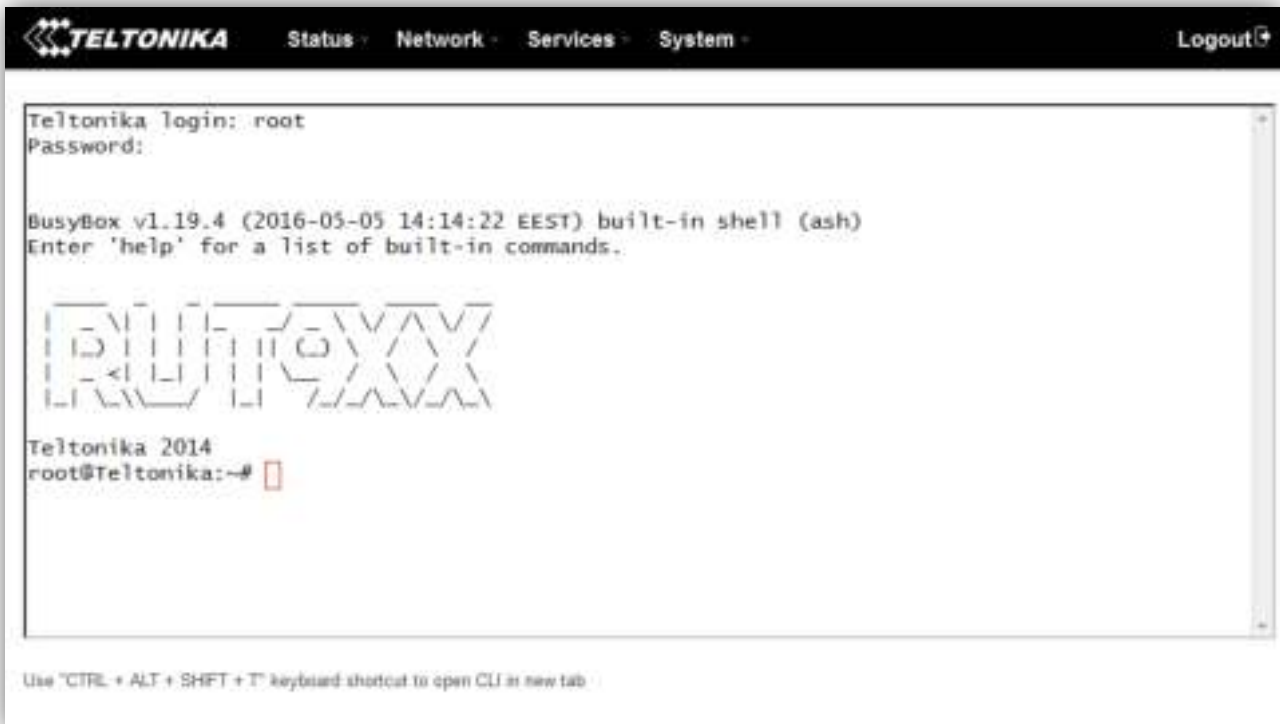 TELTONIKA Status Network Services System Logout
Teltonika login: root
Password:
BusyBox v1.19.4 (2016-05-05 14:14:22 EEST) built-in shell (ash)
Enter 'help' for a list of built-in commands.
RUT9XX
Teltonika 2014
root@Teltonika:~#
Use "CTRL + ALT + SHIFT + T" keyboard shortcut to open CLI in new tab